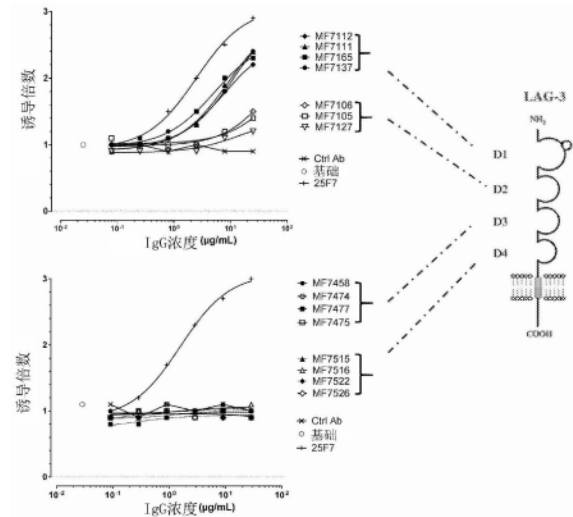 3
2
1
0
诱导倍数
10⁻² 10⁻¹ 10⁰ 10¹ 10²
IgG浓度(μg/mL)
MF7112
MF7111
MF7165
MF7137
MF7106
MF7105
MF7127
Ctrl Ab
基础
25F7
LAG-3
NH₂
D1
D2
D3
D4
COOH
3
2
1
0
诱导倍数
10⁻² 10⁻¹ 10⁰ 10¹ 10²
IgG浓度(μg/mL)
MF7458
MF7474
MF7477
MF7475
MF7515
MF7516
MF7522
MF7526
Ctrl Ab
基础
25F7